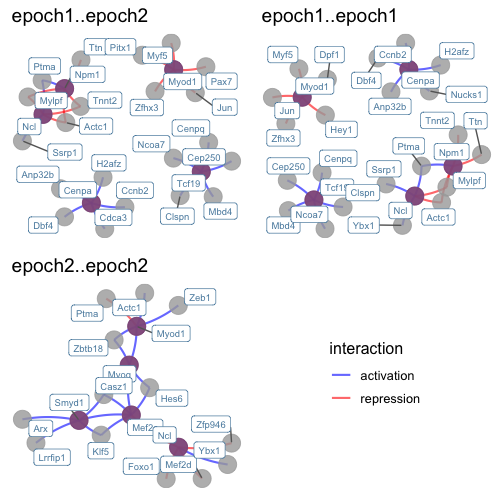 epoch1..epoch2
Ttn
Pitx1
Myf5
Ptma
Npm1
Myod1
Pax7
Mylpf
Tnnt2
Zfhx3
Jun
Ncl
Actc1
Cenpq
Ssrp1
Ncoa7
Cep250
H2afz
Anp32b
Cenpa
Ccnb2
Tcf19
Dbf4
Cdca3
Clspn
Mbd4
epoch1..epoch1
Myf5
Dpf1
Ccnb2
H2afz
Myod1
Dbf4
Cenpa
Nucks1
Jun
Anp32b
Hey1
Tnnt2
Ttn
Zfhx3
Ptma
Npm1
Cep250
Cenpq
Ssrp1
Mylpf
Tcf19
Clspn
Ncoa7
Ncl
Actc1
Mbd4
Ybx1
epoch2..epoch2
Zeb1
Ptma
Actc1
Myod1
Zbtb18
Myog
Casz1
Smyd1
Hes6
Arx
Mef2
Ncl
Zfp946
Lrrfip1
Klf5
Ybx1
Foxo1
Mef2d
interaction
activation
repression